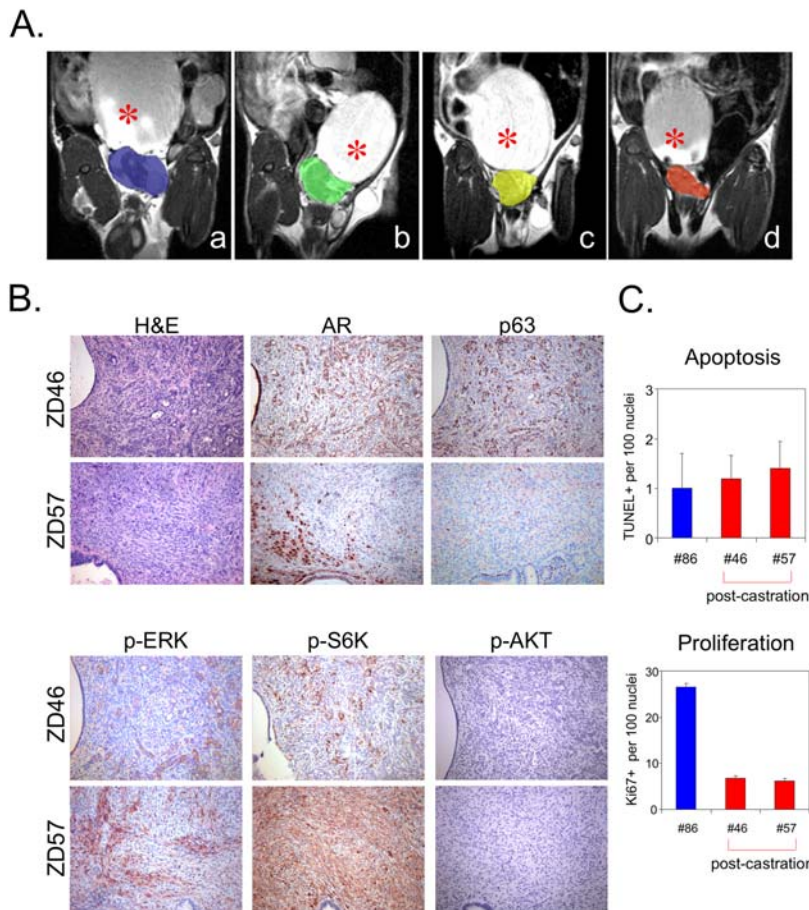 A.
a
b
c
d
B.
H&E
AR
p63
ZD46
ZD57
p-ERK
p-S6K
p-AKT
ZD46
ZD57
C.
Apoptosis
TUNEL+ per 100 nuclei
3
2
1
0
#86
#46
#57
post-castration
Proliferation
Ki67+ per 100 nuclei
30
20
10
0
#86
#46
#57
post-castration